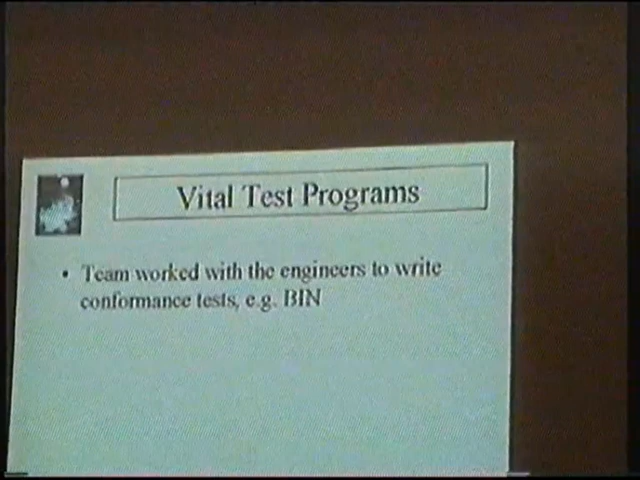 Vital Test Programs
• Team worked with the engineers to write
conformance tests, e.g. BIN